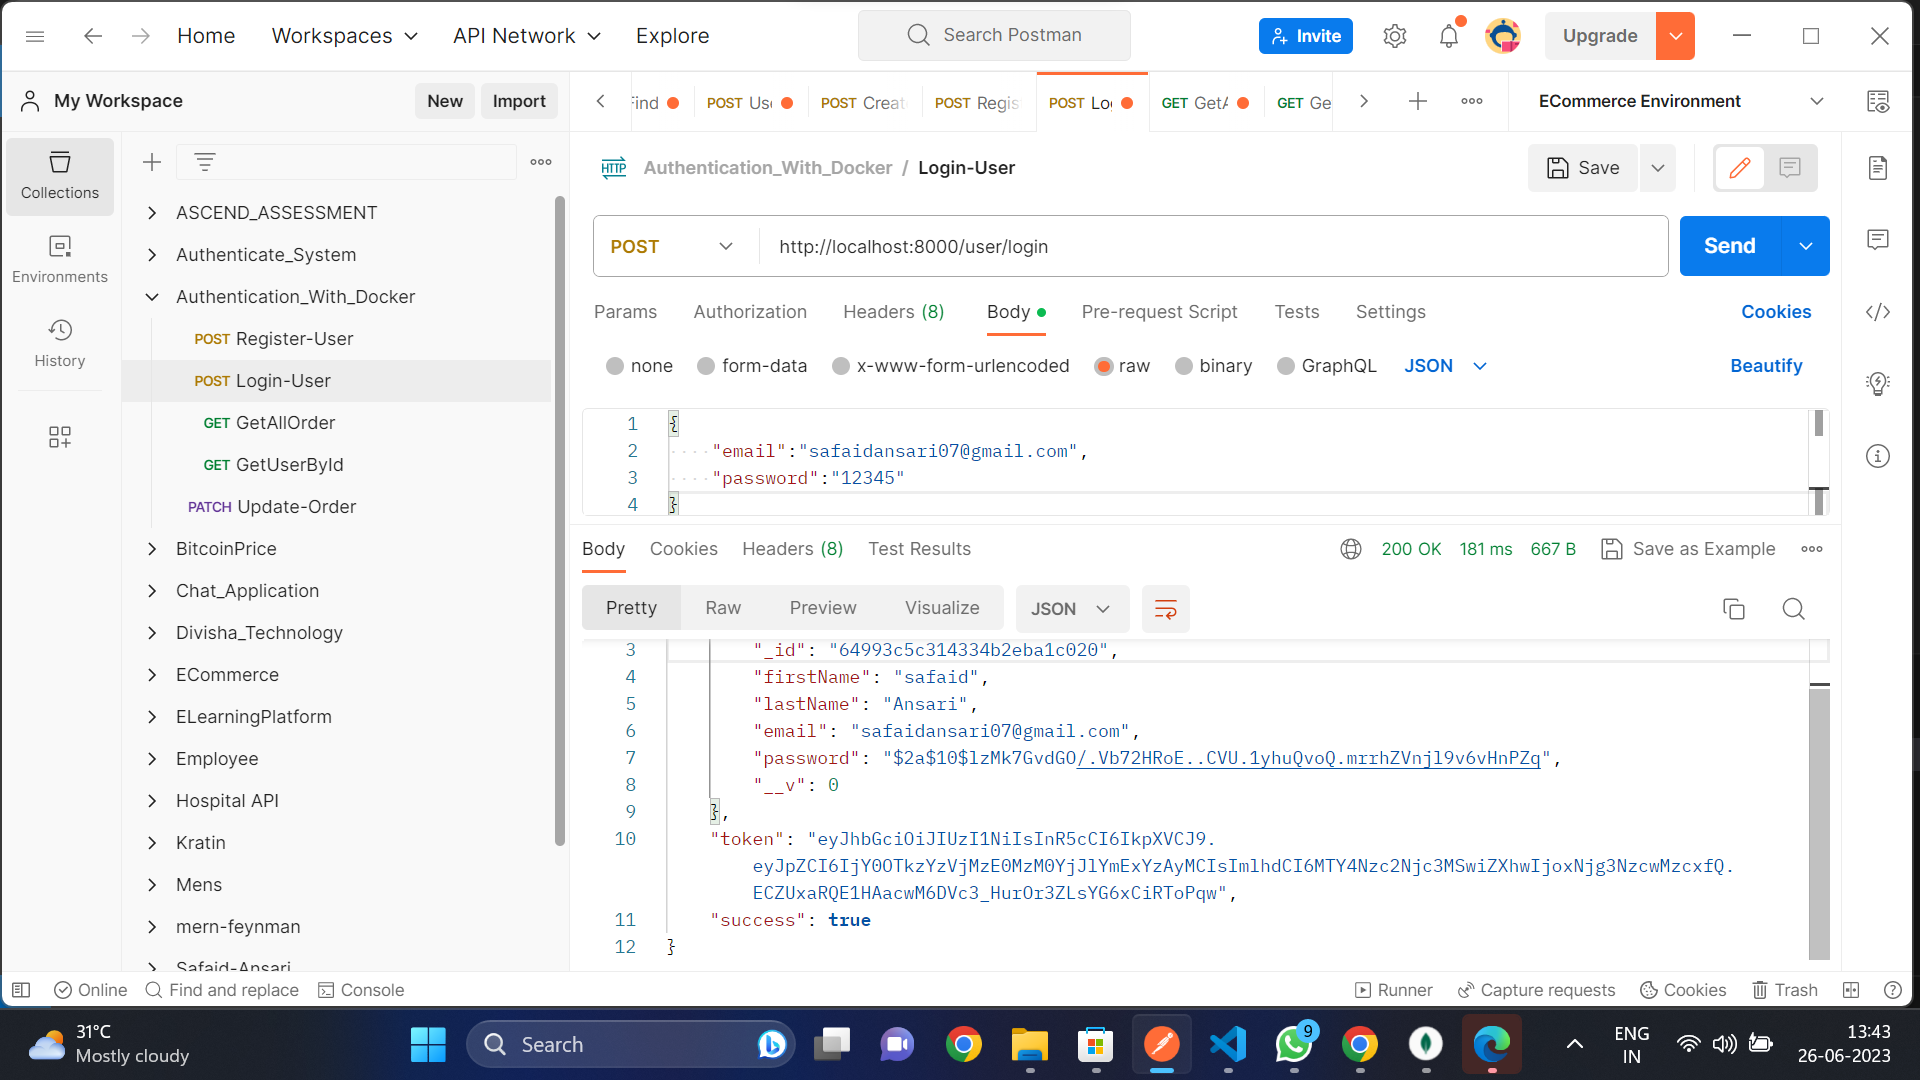 Home
Workspaces
API Network
Explore
Search Postman
Invite
Upgrade
My Workspace
New
Import
Find
POST Use
POST Creat
POST Regis
POST Lo
GET GetA
GET Ge
ECommerce Environment
Collections
Environments
History
ASCEND_ASSESSMENT
Authenticate_System
Authentication_With_Docker
POST Register-User
POST Login-User
GET GetAllOrder
GET GetUserById
PATCH Update-Order
BitcoinPrice
Chat_Application
Divisha_Technology
ECommerce
ELearningPlatform
Employee
Hospital API
Kratin
Mens
mern-feynman
Safaid-Ansari
HTTP Authentication_With_Docker / Login-User
Save
POST http://localhost:8000/user/login
Send
Params Authorization Headers (8) Body Pre-request Script Tests Settings Cookies
none form-data x-www-form-urlencoded raw binary GraphQL JSON Beautify
1 {
2 "email":"safaidansari07@gmail.com",
3 "password":"12345"
4 }
Body Cookies Headers (8) Test Results 200 OK 181 ms 667 B Save as Example
Pretty Raw Preview Visualize JSON
3 "_id": "64993c5c314334b2eba1c020",
4 "firstName": "safaid",
5 "lastName": "Ansari",
6 "email": "safaidansari07@gmail.com",
7 "password": "$2a$10$lzMk7GvdGO/.Vb72HRoE..CVU.1yhuQvoQ.mrrhZVnjl9v6vHnPZq",
8 "__v": 0
9 },
10 "token": "eyJhbGciOiJIUzI1NiIsInR5cCI6IkpXVCJ9.
eyJpZCI6IjY0OTkzYzVjMzE0MzM0YjJlYmExYzAyMCIsImlhdCI6MTY4Nzc2Njc3MSwiZXhwIjoxNjg3NzcwMzcxfQ.
ECZUxaRQE1HAacwM6DVc3_HurOr3ZLsYG6xCiRToPqw",
11 "success": true
12 }
Online
Find and replace
Console
Runner
Capture requests
Cookies
Trash
31°C
Mostly cloudy
Search
9
ENG
IN
13:43
26-06-2023